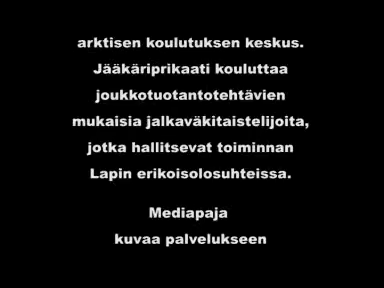 arktisen koulutuksen keskus.
Jääkäriprikaati kouluttaa
joukkotuotantotehtävien
mukaisia jalkaväkitaistelijoita,
jotka hallitsevat toiminnan
Lapin erikoisolosuhteissa.
Mediapaja
kuvaa palvelukseen